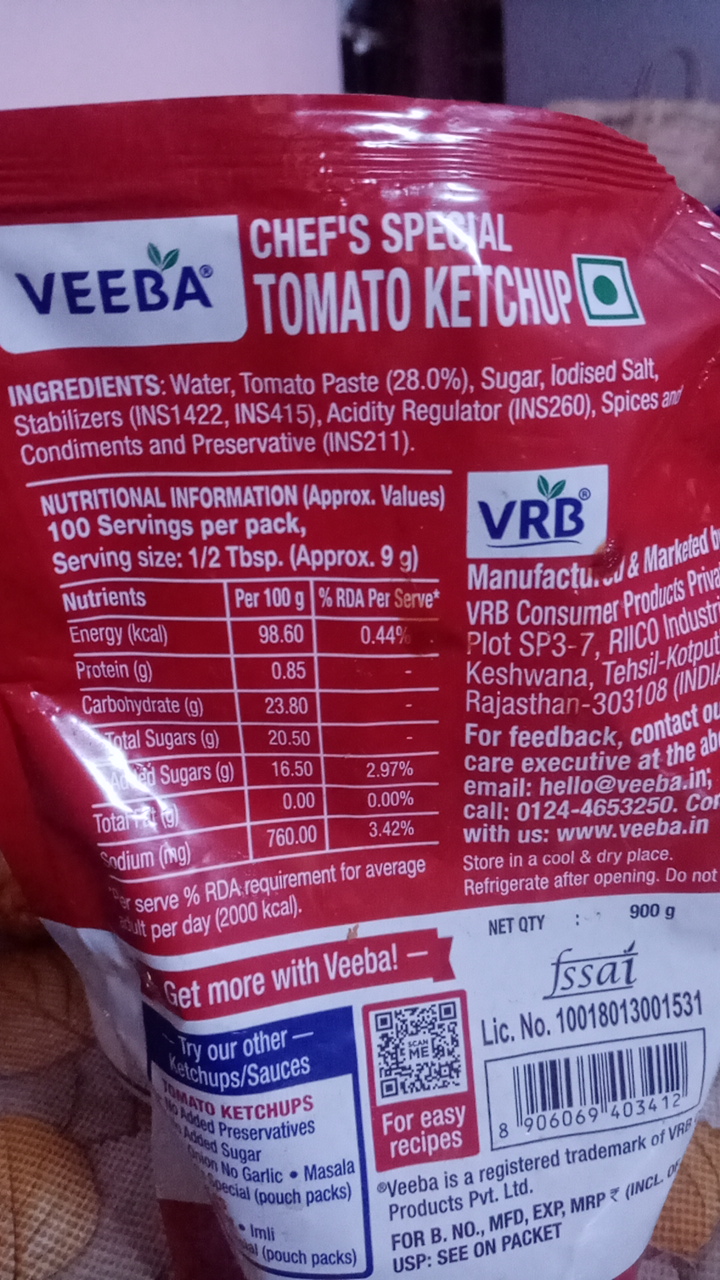 VEEBA®
CHEF'S SPECIAL
TOMATO KETCHUP
INGREDIENTS: Water, Tomato Paste (28.0%), Sugar, Iodised Salt,
Stabilizers (INS1422, INS415), Acidity Regulator (INS260), Spices and
Condiments and Preservative (INS211).
NUTRITIONAL INFORMATION (Approx. Values)
100 Servings per pack,
Serving size: 1/2 Tbsp. (Approx. 9 g)
Nutrients Per 100 g % RDA Per Serve*
Energy (kcal) 98.60 0.44%
Protein (g) 0.85 -
Carbohydrate (g) 23.80 -
Total Sugars (g) 20.50 -
Added Sugars (g) 16.50 2.97%
Total Fat (g) 0.00 0.00%
Sodium (mg) 760.00 3.42%
*Per serve % RDA requirement for average
adult per day (2000 kcal).
VRB®
Manufactured & Marketed
VRB Consumer Products
Plot SP3-7, RIICO
Keshwana,
Rajasthan-303108
For feedback, contact
care executive at the
email: hello@veeba.in;
call: 0124-4653250.
with us: www.veeba.in
Store in a cool & dry place.
Refrigerate after opening. Do not
NET QTY : 900 g
fssai
Lic. No. 10018013001531
8 906069 403412
Get more with Veeba!
Try our other
Ketchups/Sauces
TOMATO KETCHUPS
No Added Preservatives
Added Sugar
No Garlic • Masala
(pouch packs)
• Imli
(pouch packs)
SCAN
ME
For easy
recipes
®Veeba is a registered trademark of VRB
Products Pvt. Ltd.
FOR B. NO., MFD, EXP, MRP ₹ (INCL.
USP: SEE ON PACKET